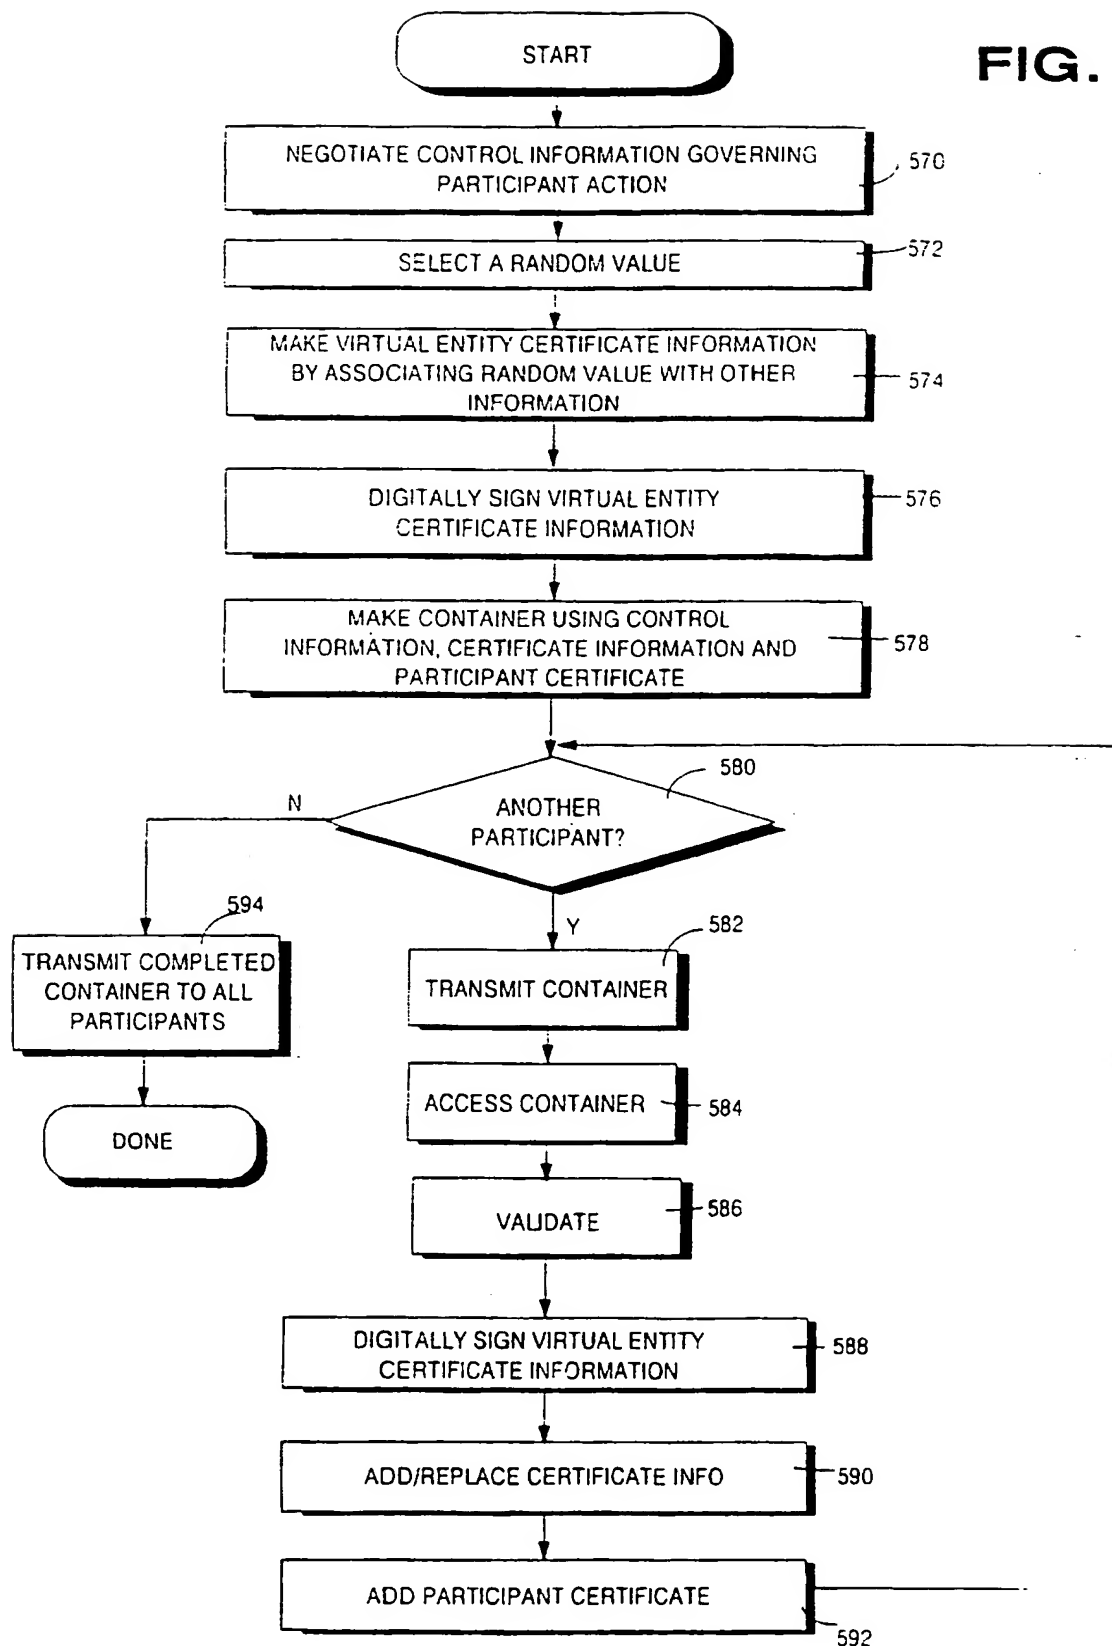 START
FIG.
NEGOTIATE CONTROL INFORMATION GOVERNING
PARTICIPANT ACTION
570
SELECT A RANDOM VALUE
572
MAKE VIRTUAL ENTITY CERTIFICATE INFORMATION
BY ASSOCIATING RANDOM VALUE WITH OTHER
INFORMATION
574
DIGITALLY SIGN VIRTUAL ENTITY
CERTIFICATE INFORMATION
576
MAKE CONTAINER USING CONTROL
INFORMATION, CERTIFICATE INFORMATION AND
PARTICIPANT CERTIFICATE
578
580
N
ANOTHER
PARTICIPANT?
594
Y
582
TRANSMIT COMPLETED
CONTAINER TO ALL
PARTICIPANTS
TRANSMIT CONTAINER
ACCESS CONTAINER
584
DONE
VALIDATE
586
DIGITALLY SIGN VIRTUAL ENTITY
CERTIFICATE INFORMATION
588
ADD/REPLACE CERTIFICATE INFO
590
ADD PARTICIPANT CERTIFICATE
592